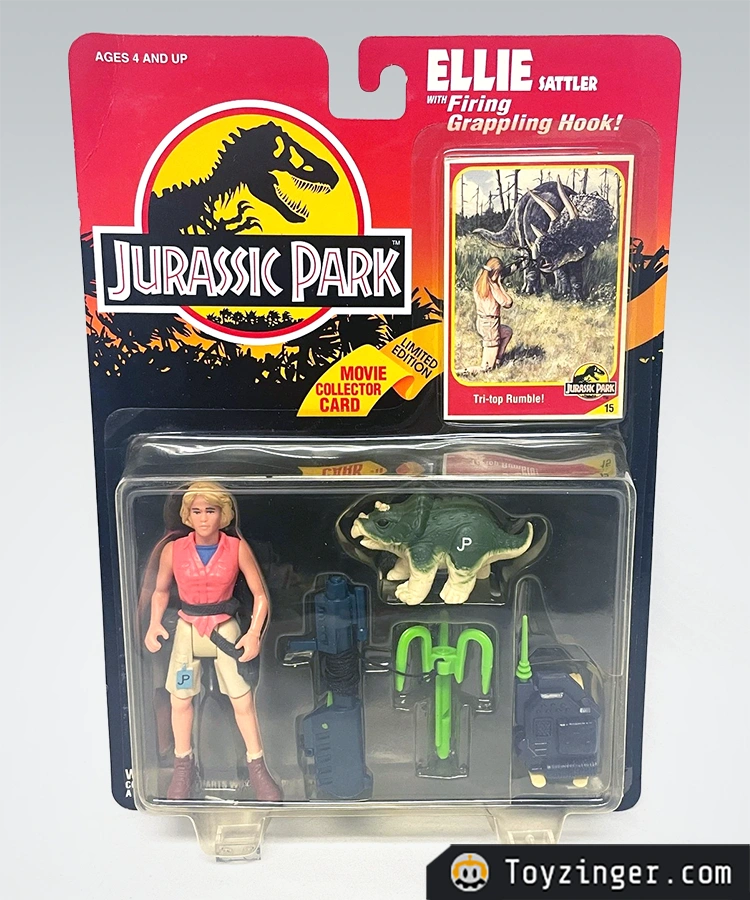 AGES 4 AND UP
ELLIE SATTLER
WITH Firing
Grappling Hook!
JURASSIC PARK
TM
LIMITED
EDITION
MOVIE
COLLECTOR
CARD
JURASSIC PARK
Tri-top Rumble!
15
JP
JP
Toyzinger.com